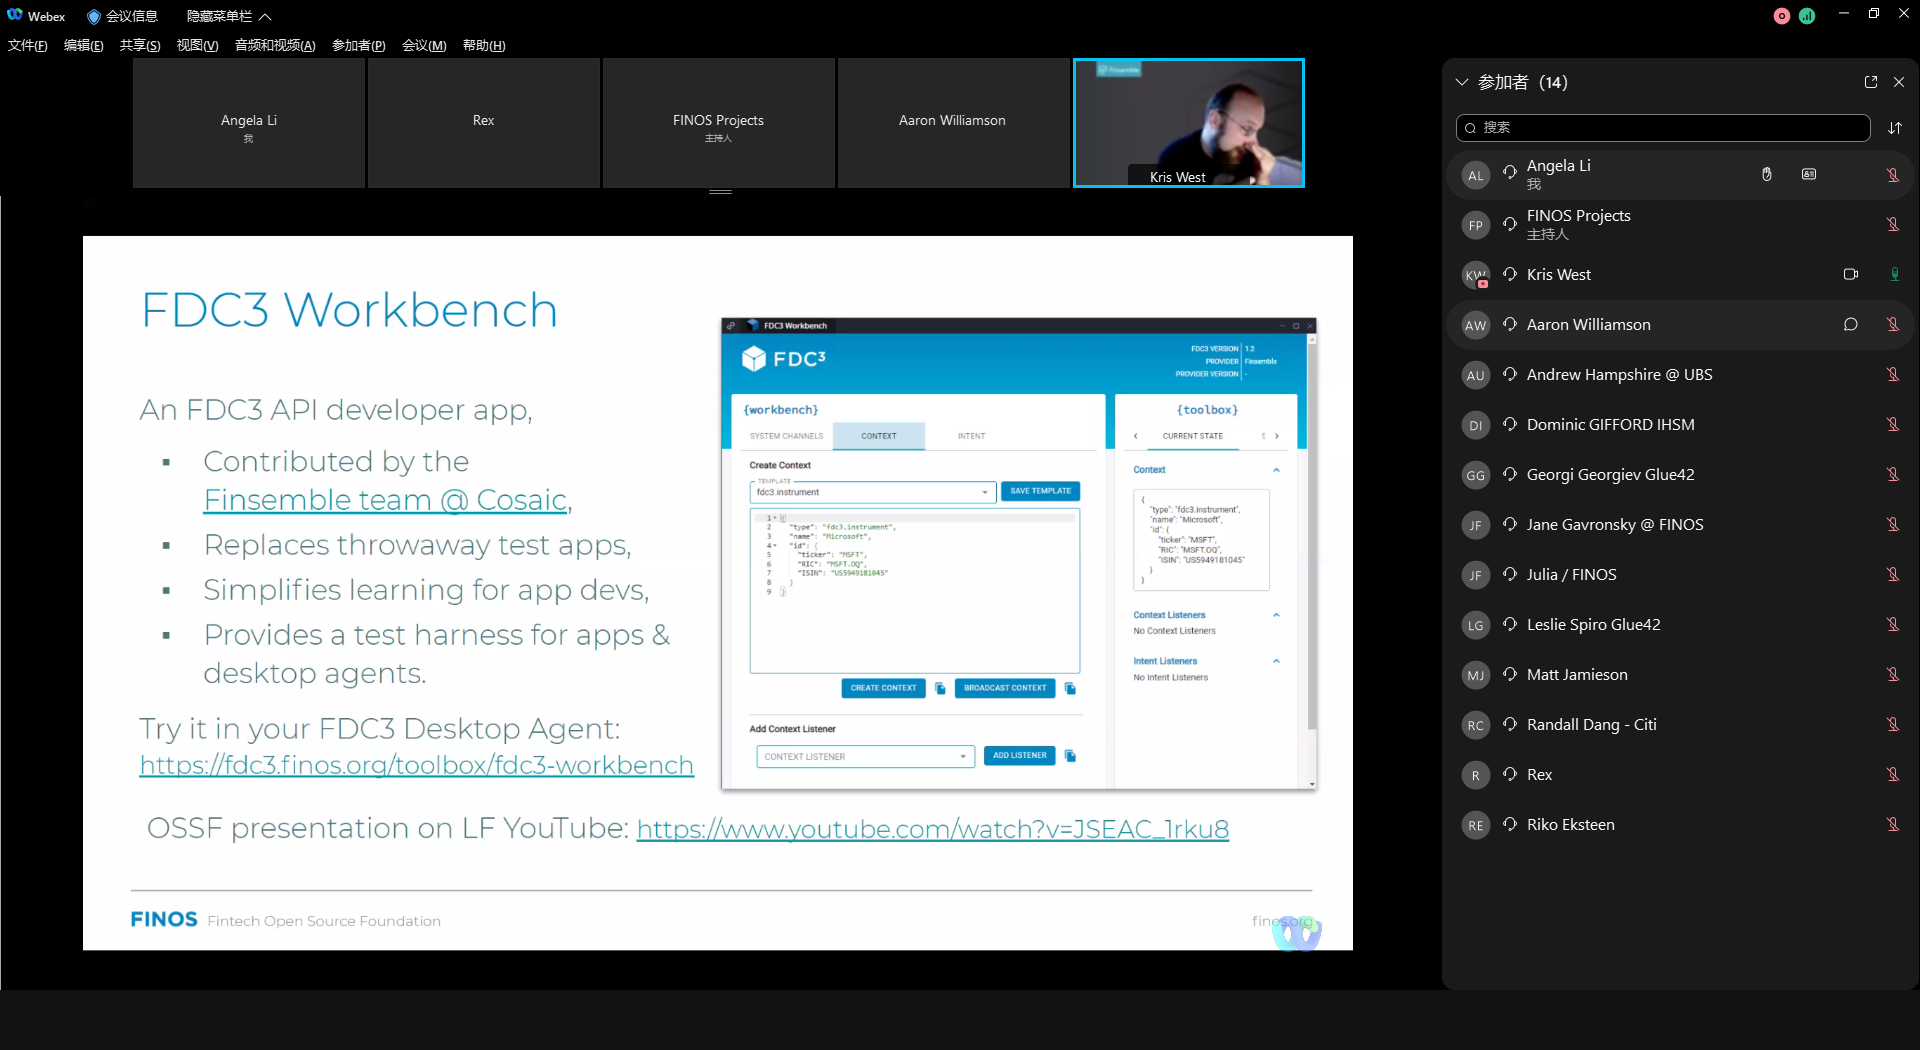 Webex 会议信息 隐藏菜单栏
文件(F) 编辑(E) 共享(S) 视图(V) 音频和视频(A) 参加者(P) 会议(M) 帮助(H)
Angela Li
我
Rex
FINOS Projects
主持人
Aaron Williamson
Finsemble
Kris West
FDC3 Workbench
An FDC3 API developer app,
▪ Contributed by the
Finsemble team @ Cosaic,
▪ Replaces throwaway test apps,
▪ Simplifies learning for app devs,
▪ Provides a test harness for apps &
desktop agents.
Try it in your FDC3 Desktop Agent:
https://fdc3.finos.org/toolbox/fdc3-workbench
OSSF presentation on LF YouTube: https://www.youtube.com/watch?v=JSEAC_1rku8
FINOS Fintech Open Source Foundation
finos.org
FDC3 Workbench
FDC³
FDC3 VERSION 1.2
PROVIDER Finsemble
PROVIDER VERSION -
{workbench}
SYSTEM CHANNELS CONTEXT INTENT
Create Context
TEMPLATE
fdc3.instrument
SAVE TEMPLATE
1 {
2 "type": "fdc3.instrument",
3 "name": "Microsoft",
4 "id": {
5 "ticker": "MSFT",
6 "RIC": "MSFT.OQ",
7 "ISIN": "US5949181045"
8 }
9 }
CREATE CONTEXT BROADCAST CONTEXT
Add Context Listener
CONTEXT LISTENER ADD LISTENER
{toolbox}
CURRENT STATE S
Context
{
"type": "fdc3.instrument",
"name": "Microsoft",
"id": {
"ticker": "MSFT",
"RIC": "MSFT.OQ",
"ISIN": "US5949181045"
}
}
Context Listeners
No Context Listeners
Intent Listeners
No Intent Listeners
参加者 (14)
搜索
AL Angela Li
我
FP FINOS Projects
主持人
KW Kris West
AW Aaron Williamson
AU Andrew Hampshire @ UBS
DI Dominic GIFFORD IHSM
GG Georgi Georgiev Glue42
JF Jane Gavronsky @ FINOS
JF Julia / FINOS
LG Leslie Spiro Glue42
MJ Matt Jamieson
RC Randall Dang - Citi
R Rex
RE Riko Eksteen